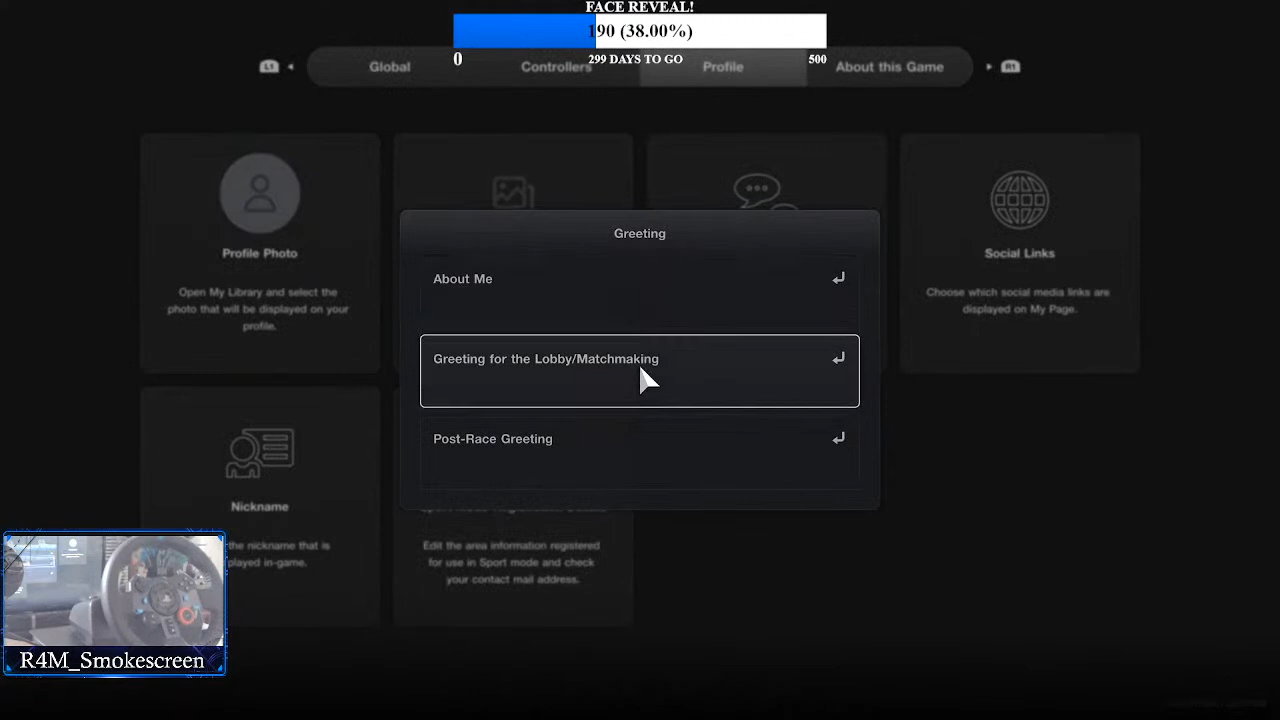 FACE REVEAL!
190 (38.00%)
0
299 DAYS TO GO
500
L1
Global
Controllers
Profile
About this Game
R1
Profile Photo
Open My Library and select the
photo that will be displayed on your
profile.
Social Links
Choose which social media links are
displayed on My Page.
Greeting
About Me
Greeting for the Lobby/Matchmaking
Post-Race Greeting
Nickname
the nickname that is
played in-game.
Edit the area information registered
for use in Sport mode and check
your contact mail address.
R4M_Smokescreen